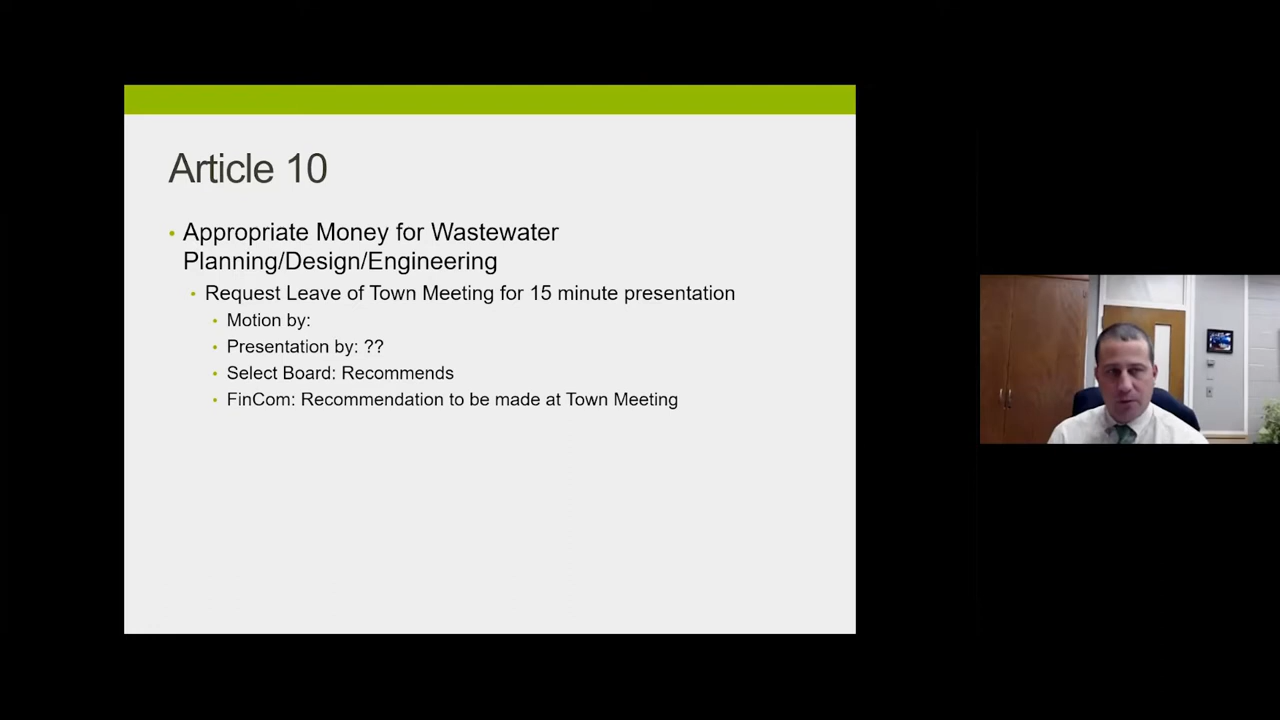 Article 10
• Appropriate Money for Wastewater
Planning/Design/Engineering
• Request Leave of Town Meeting for 15 minute presentation
• Motion by:
• Presentation by: ??
• Select Board: Recommends
• FinCom: Recommendation to be made at Town Meeting